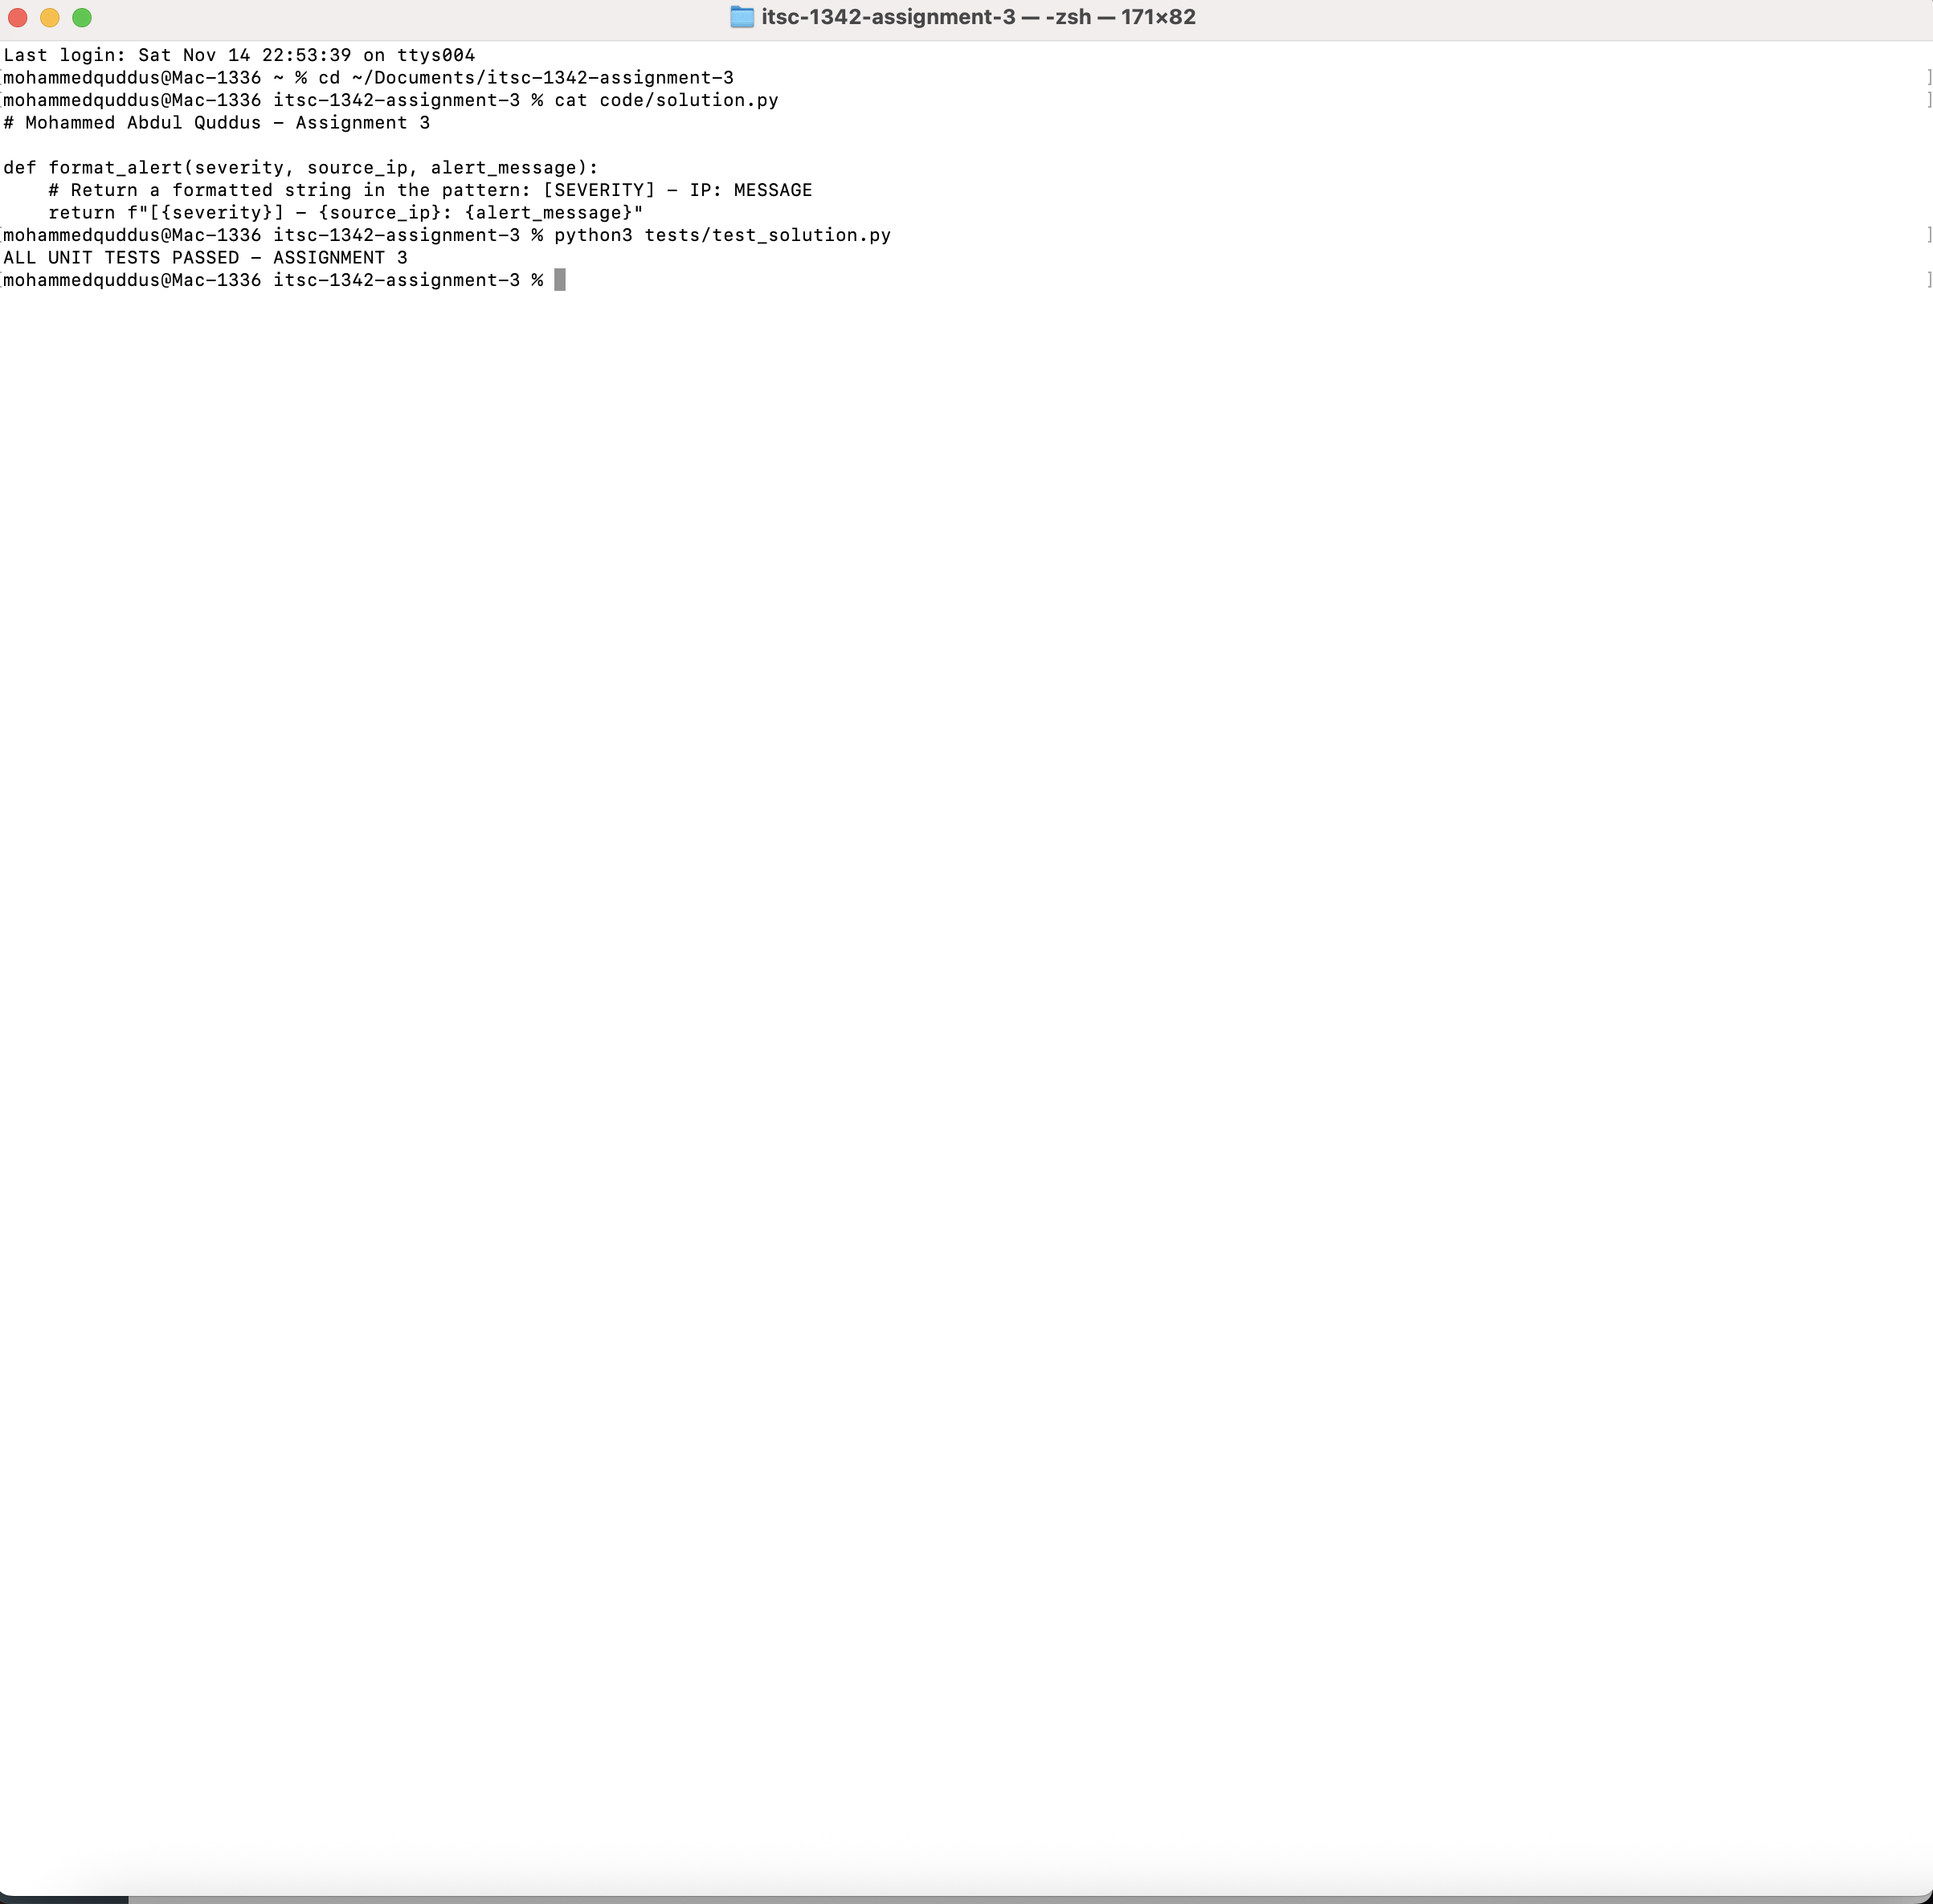 itsc-1342-assignment-3 — -zsh — 171×82
Last login: Sat Nov 14 22:53:39 on ttys004
[mohammedquddus@Mac-1336 ~ % cd ~/Documents/itsc-1342-assignment-3 ]
[mohammedquddus@Mac-1336 itsc-1342-assignment-3 % cat code/solution.py ]
# Mohammed Abdul Quddus - Assignment 3
def format_alert(severity, source_ip, alert_message):
    # Return a formatted string in the pattern: [SEVERITY] - IP: MESSAGE
    return f"[{severity}] - {source_ip}: {alert_message}"
[mohammedquddus@Mac-1336 itsc-1342-assignment-3 % python3 tests/test_solution.py ]
ALL UNIT TESTS PASSED - ASSIGNMENT 3
[mohammedquddus@Mac-1336 itsc-1342-assignment-3 % ]